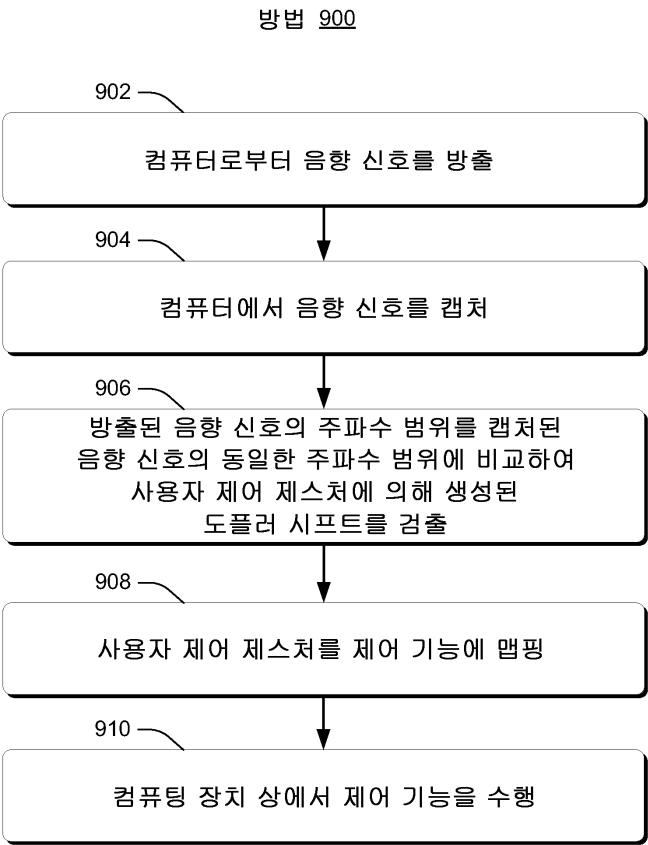 방법 900
902
컴퓨터로부터 음향 신호를 방출
904
컴퓨터에서 음향 신호를 캡처
906
방출된 음향 신호의 주파수 범위를 캡처된
음향 신호의 동일한 주파수 범위에 비교하여
사용자 제어 제스처에 의해 생성된
도플러 시프트를 검출
908
사용자 제어 제스처를 제어 기능에 맵핑
910
컴퓨팅 장치 상에서 제어 기능을 수행